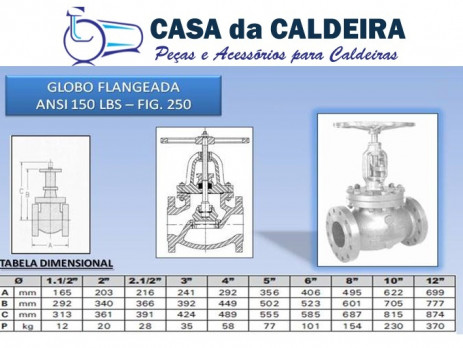 CASA da CALDEIRA
Peças e Acessórios para Caldeiras
GLOBO FLANGEADA
ANSI 150 LBS – FIG. 250
C
B
A
TABELA DIMENSIONAL
Ø 1.1/2" 2" 2.1/2" 3" 4" 5" 6" 8" 10" 12"
A mm 165 203 216 241 292 356 406 495 622 699
B mm 292 340 366 392 449 502 523 601 705 777
C mm 313 361 391 424 489 555 585 687 815 874
P kg 12 20 28 35 58 77 101 154 230 370